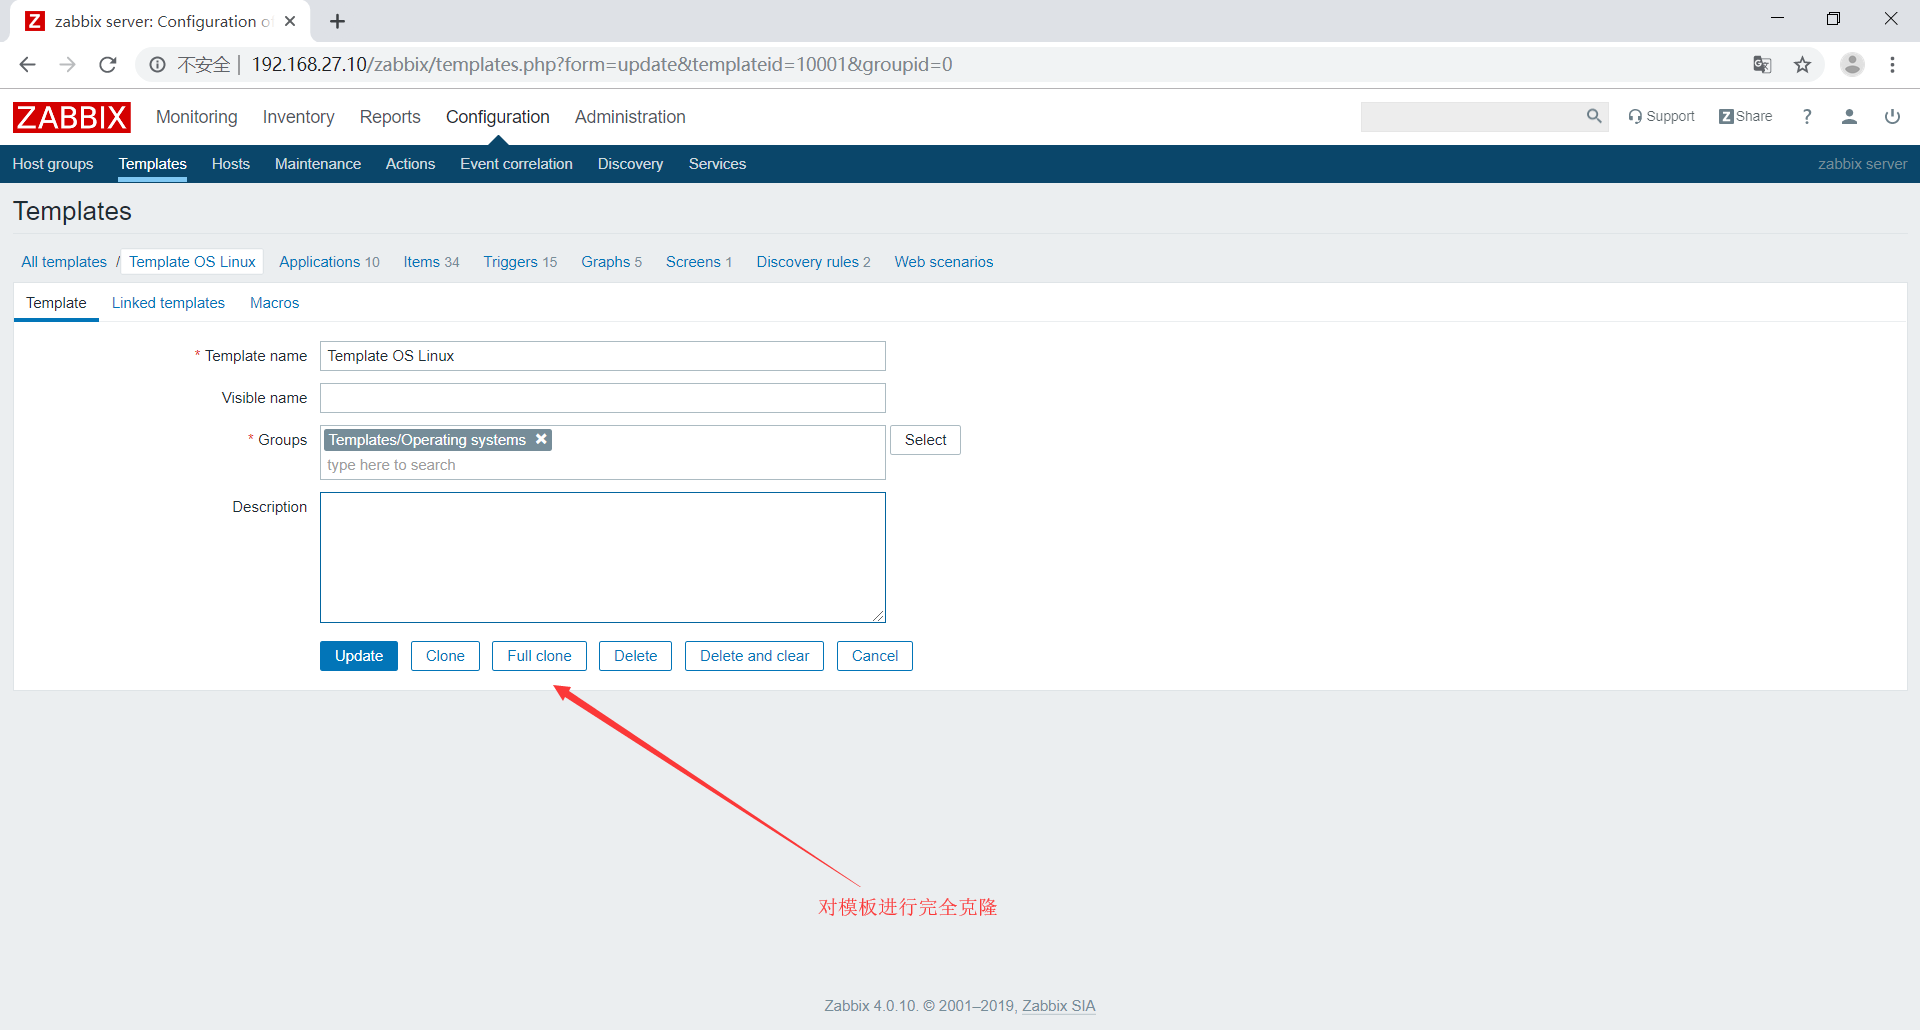 Z zabbix server: Configuration o
不安全 | 192.168.27.10/zabbix/templates.php?form=update&templateid=10001&groupid=0
ZABBIX Monitoring Inventory Reports Configuration Administration Support Z Share ?
Host groups Templates Hosts Maintenance Actions Event correlation Discovery Services zabbix server
Templates
All templates / Template OS Linux Applications 10 Items 34 Triggers 15 Graphs 5 Screens 1 Discovery rules 2 Web scenarios
Template Linked templates Macros
* Template name Template OS Linux
Visible name
* Groups Templates/Operating systems Select
type here to search
Description
Update Clone Full clone Delete Delete and clear Cancel
对模板进行完全克隆
Zabbix 4.0.10. © 2001–2019, Zabbix SIA